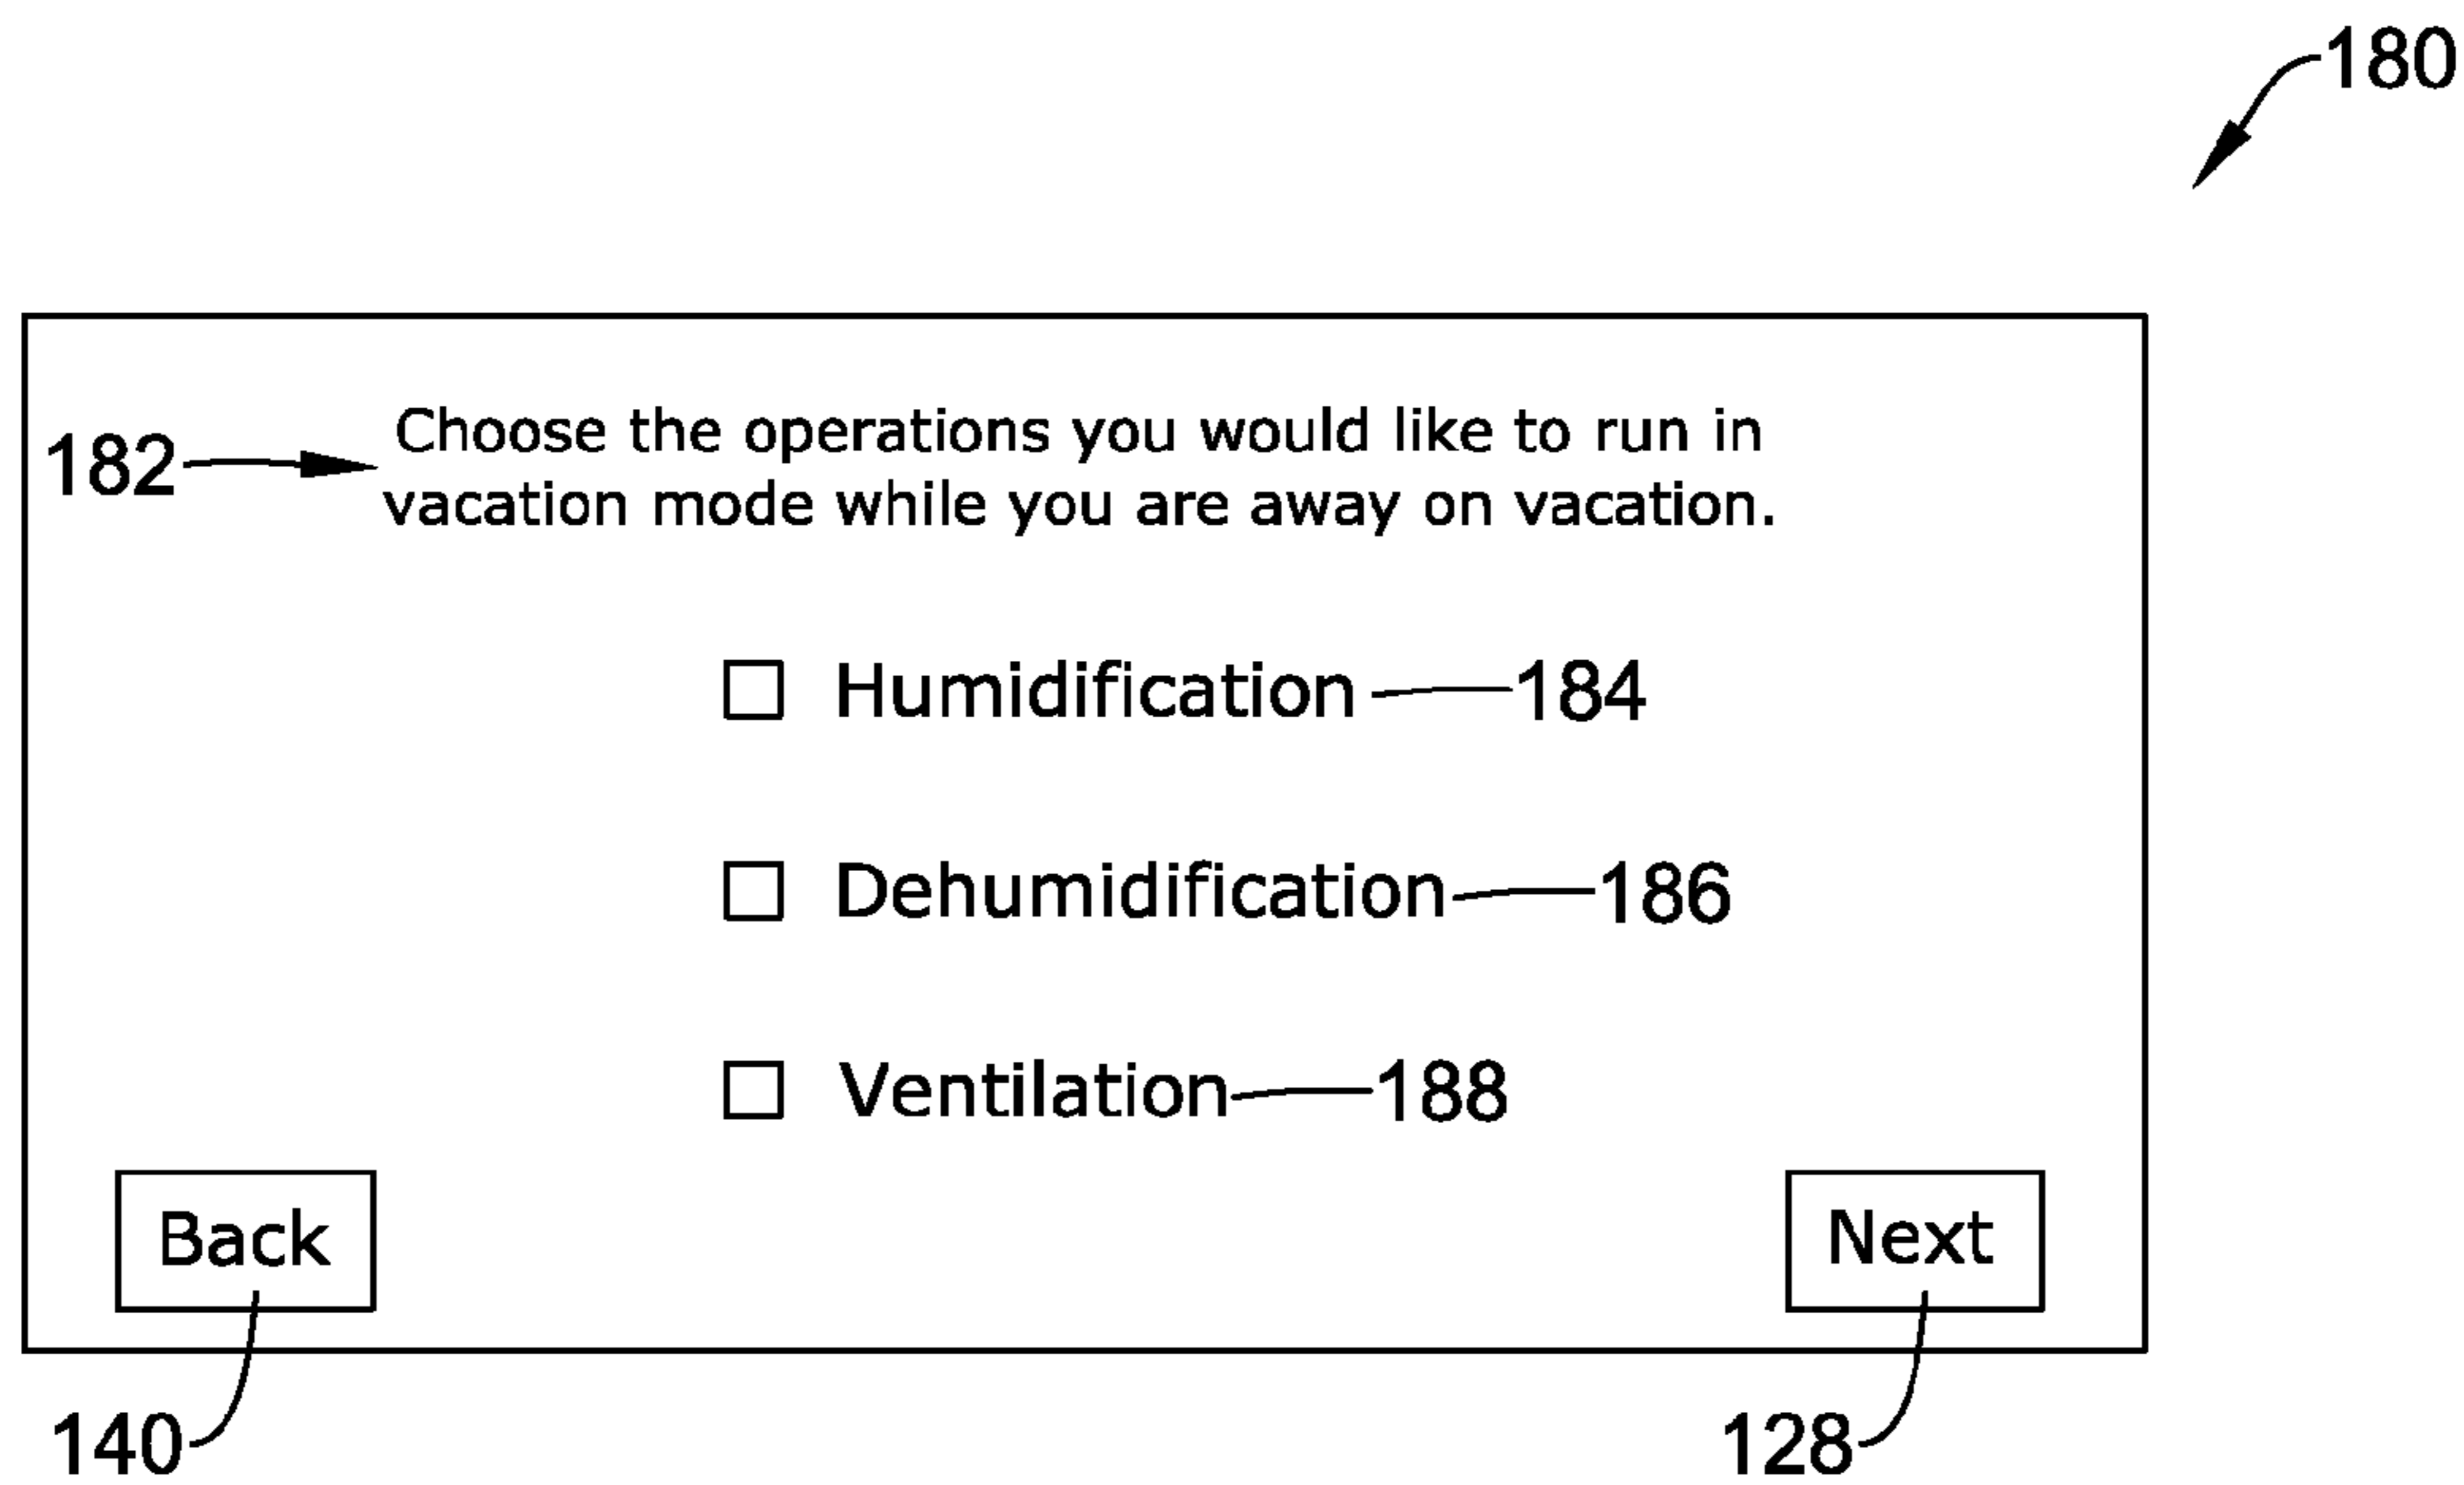 180
182
Choose the operations you would like to run in
vacation mode while you are away on vacation.
Humidification 184
Dehumidification 186
Ventilation 188
Back
Next
140
128